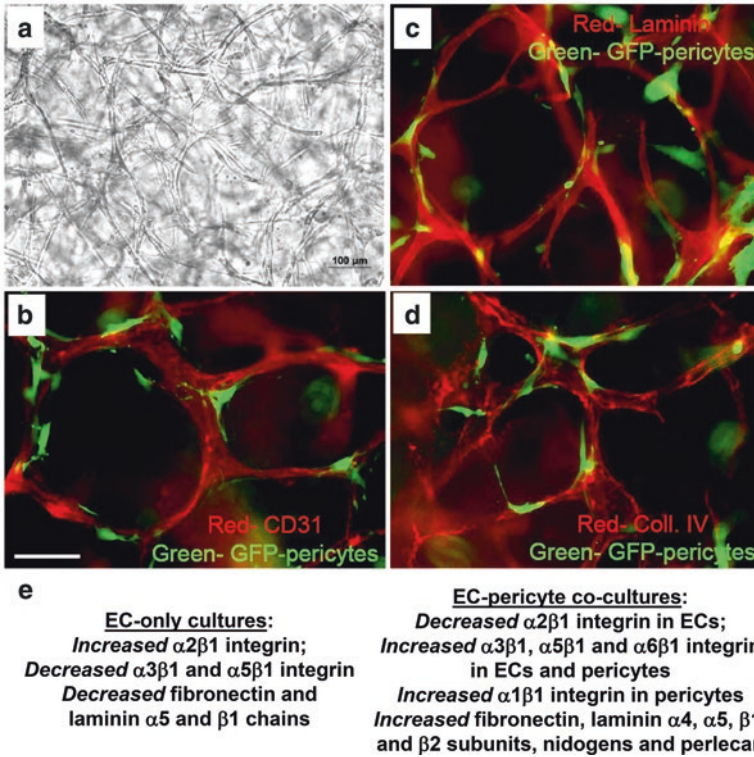 a
100 μm
c
Red- Laminin
Green- GFP-pericytes
b
Red- CD31
Green- GFP-pericytes
d
Red- Coll. IV
Green- GFP-pericytes
e
EC-only cultures:
Increased α2β1 integrin;
Decreased α3β1 and α5β1 integrin
Decreased fibronectin and
laminin α5 and β1 chains
EC-pericyte co-cultures:
Decreased α2β1 integrin in ECs;
Increased α3β1, α5β1 and α6β1 integrin
in ECs and pericytes
Increased α1β1 integrin in pericytes
Increased fibronectin, laminin α4, α5, β1
and β2 subunits, nidogens and perlecan